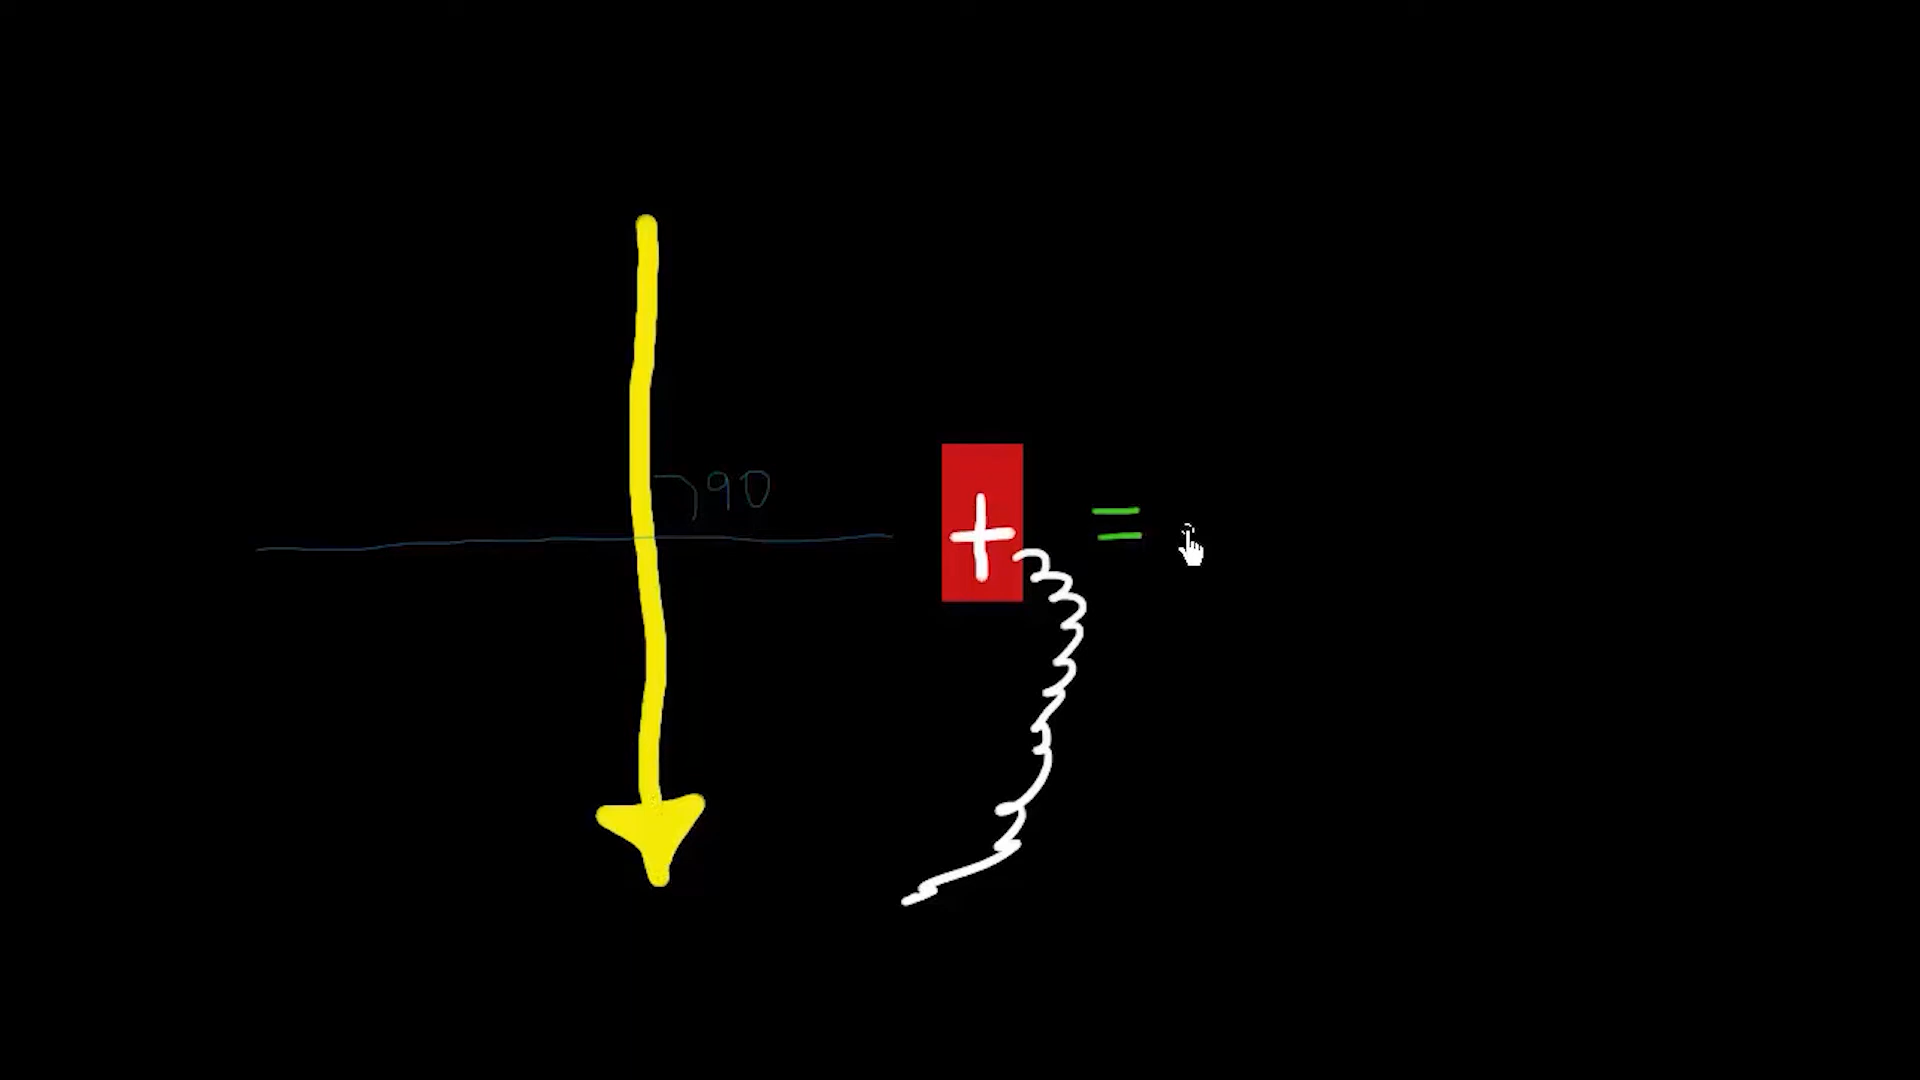 90
+ =